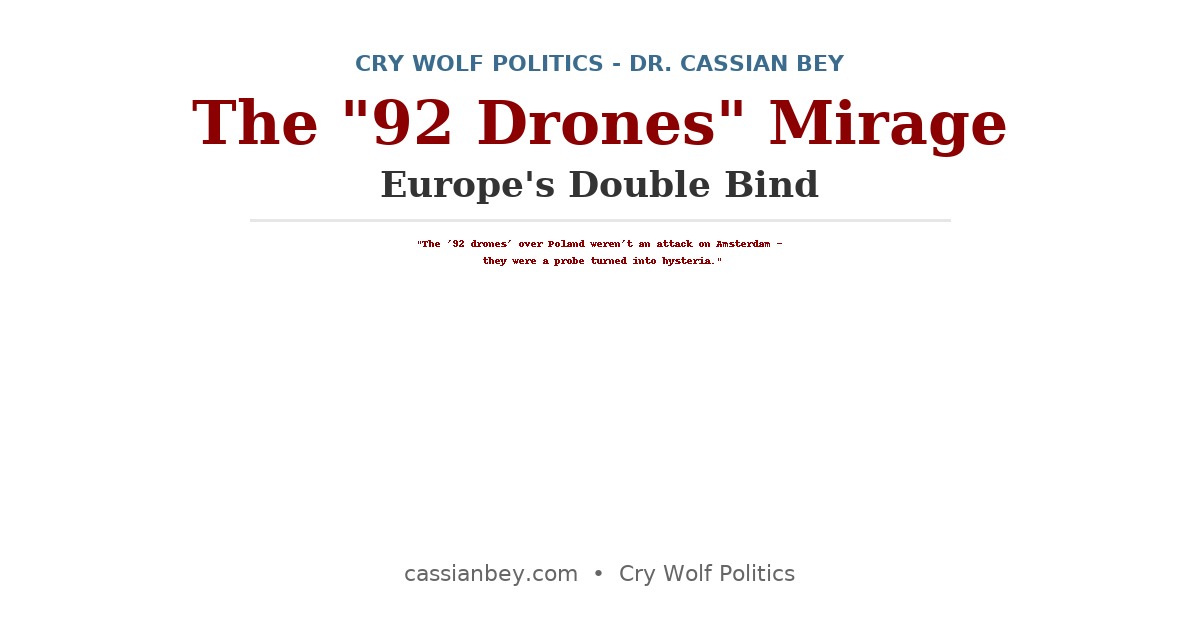 CRY WOLF POLITICS - DR. CASSIAN BEY
The "92 Drones" Mirage
Europe's Double Bind
"The '92 drones' over Poland weren't an attack on Amsterdam –
they were a probe turned into hysteria."
cassianbey.com • Cry Wolf Politics